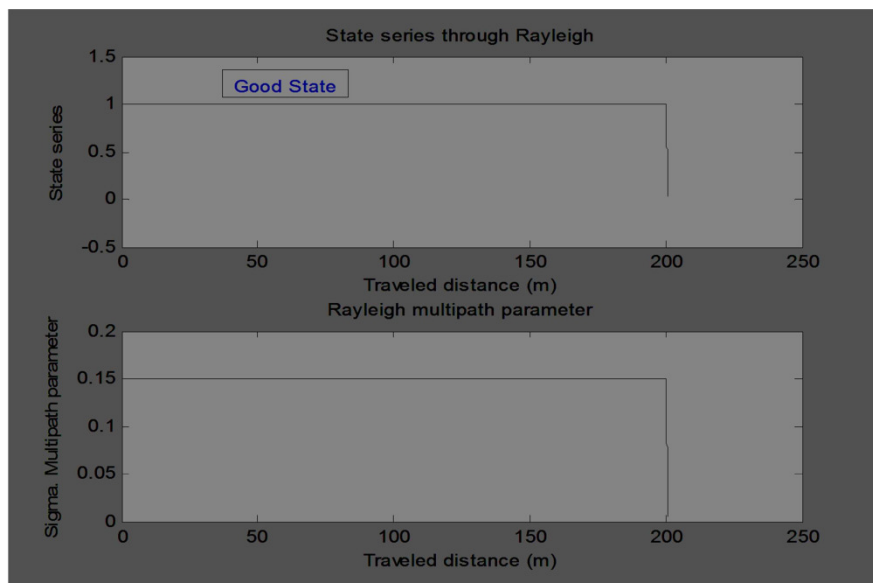 State series through Rayleigh
1.5
Good State
1
0.5
0
-0.5
State series
0 50 100 150 200 250
Traveled distance (m)
Rayleigh multipath parameter
0.2
0.15
0.1
0.05
0
Sigma. Multipath parameter
0 50 100 150 200 250
Traveled distance (m)